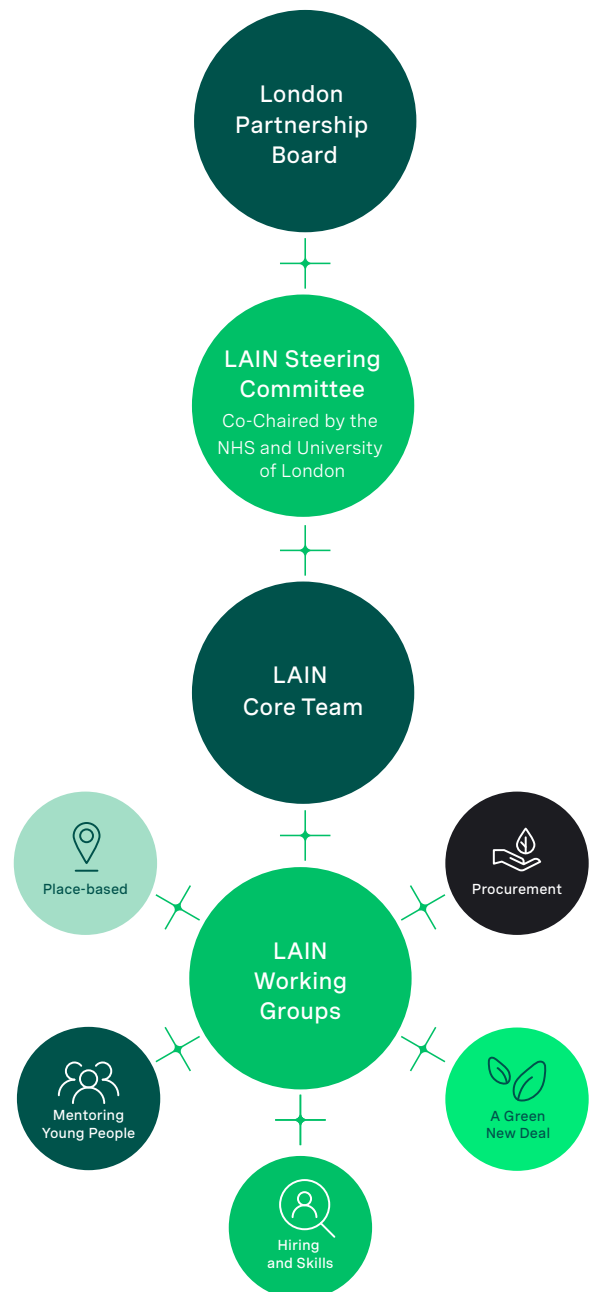 London
Partnership
Board
LAIN Steering
Committee
Co-Chaired by the
NHS and University
of London
LAIN
Core Team
Place-based
Procurement
LAIN
Working
Groups
Mentoring
Young People
A Green
New Deal
Hiring
and Skills